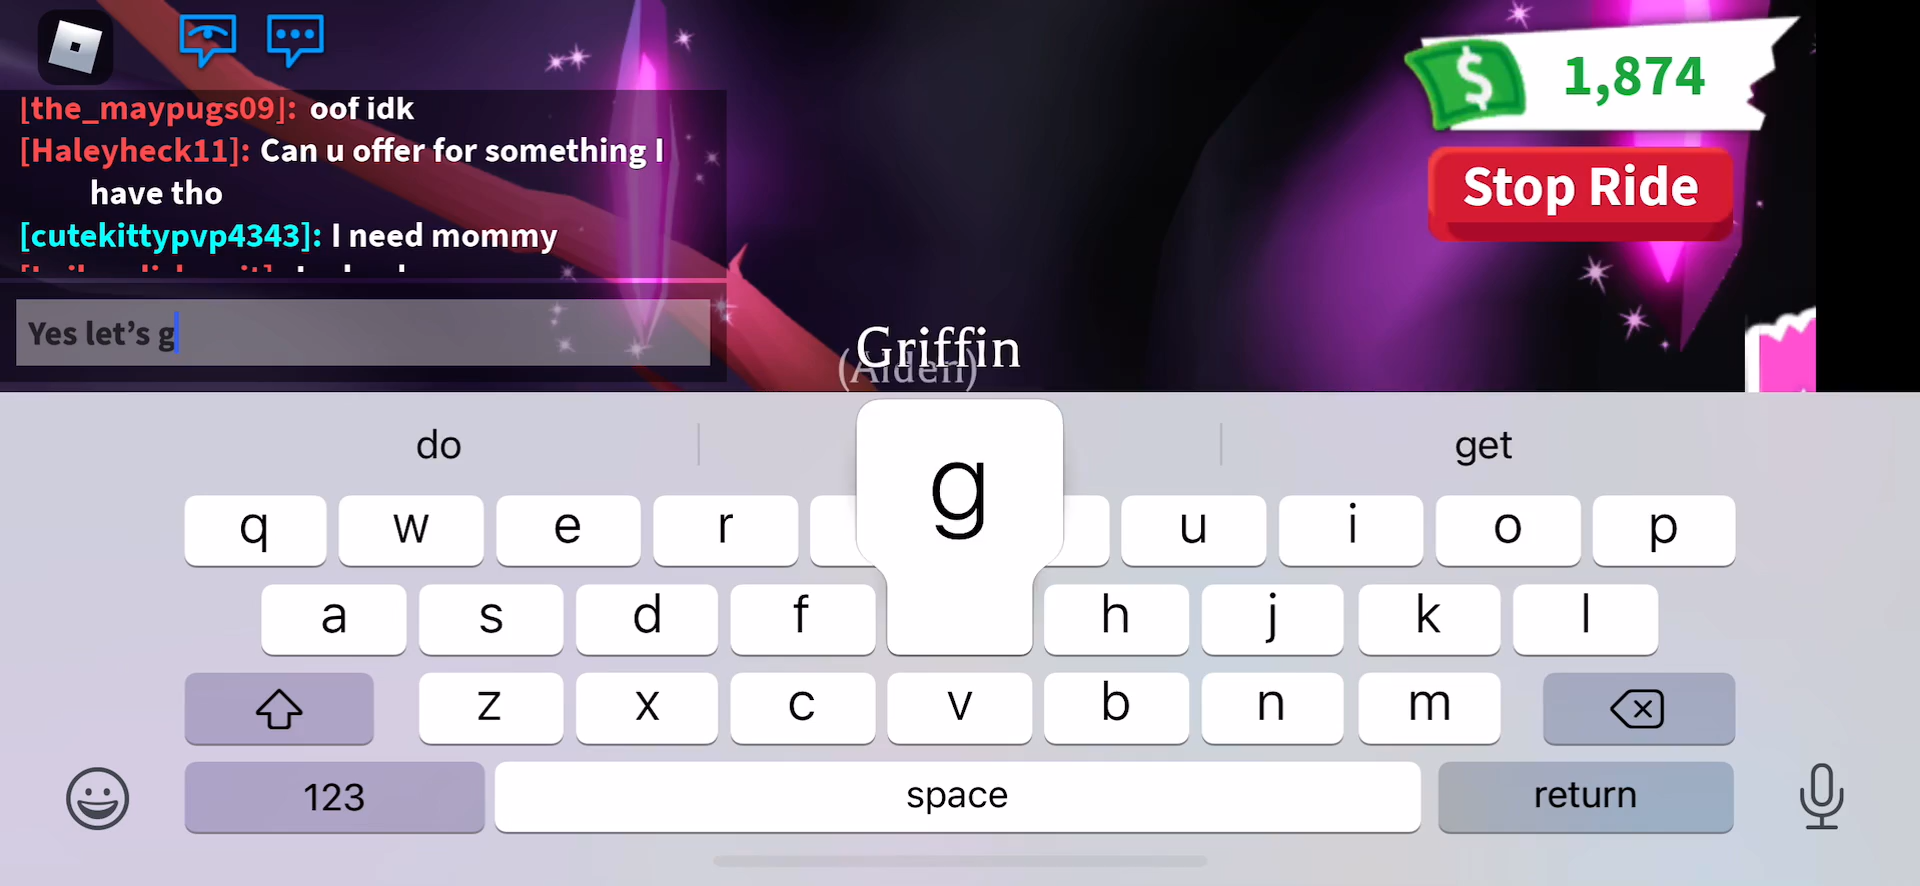 [the_maypugs09]: oof idk
[Haleyheck11]: Can u offer for something I
have tho
[cutekittypvp4343]: I need mommy
Yes let’s g
1,874
Stop Ride
Griffin
(Aiden)
do get
g
q w e r u i o p
a s d f h j k l
z x c v b n m
123 space return